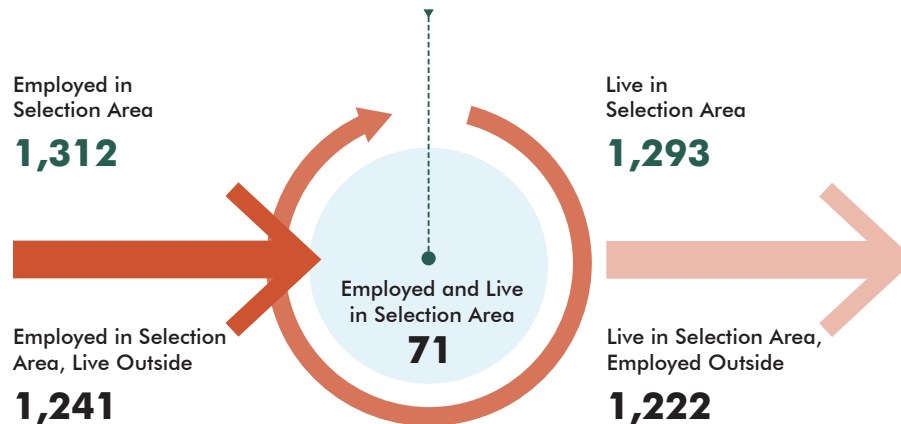 Employed in
Selection Area
1,312
Live in
Selection Area
1,293
Employed and Live
in Selection Area
71
Employed in Selection
Area, Live Outside
1,241
Live in Selection Area,
Employed Outside
1,222